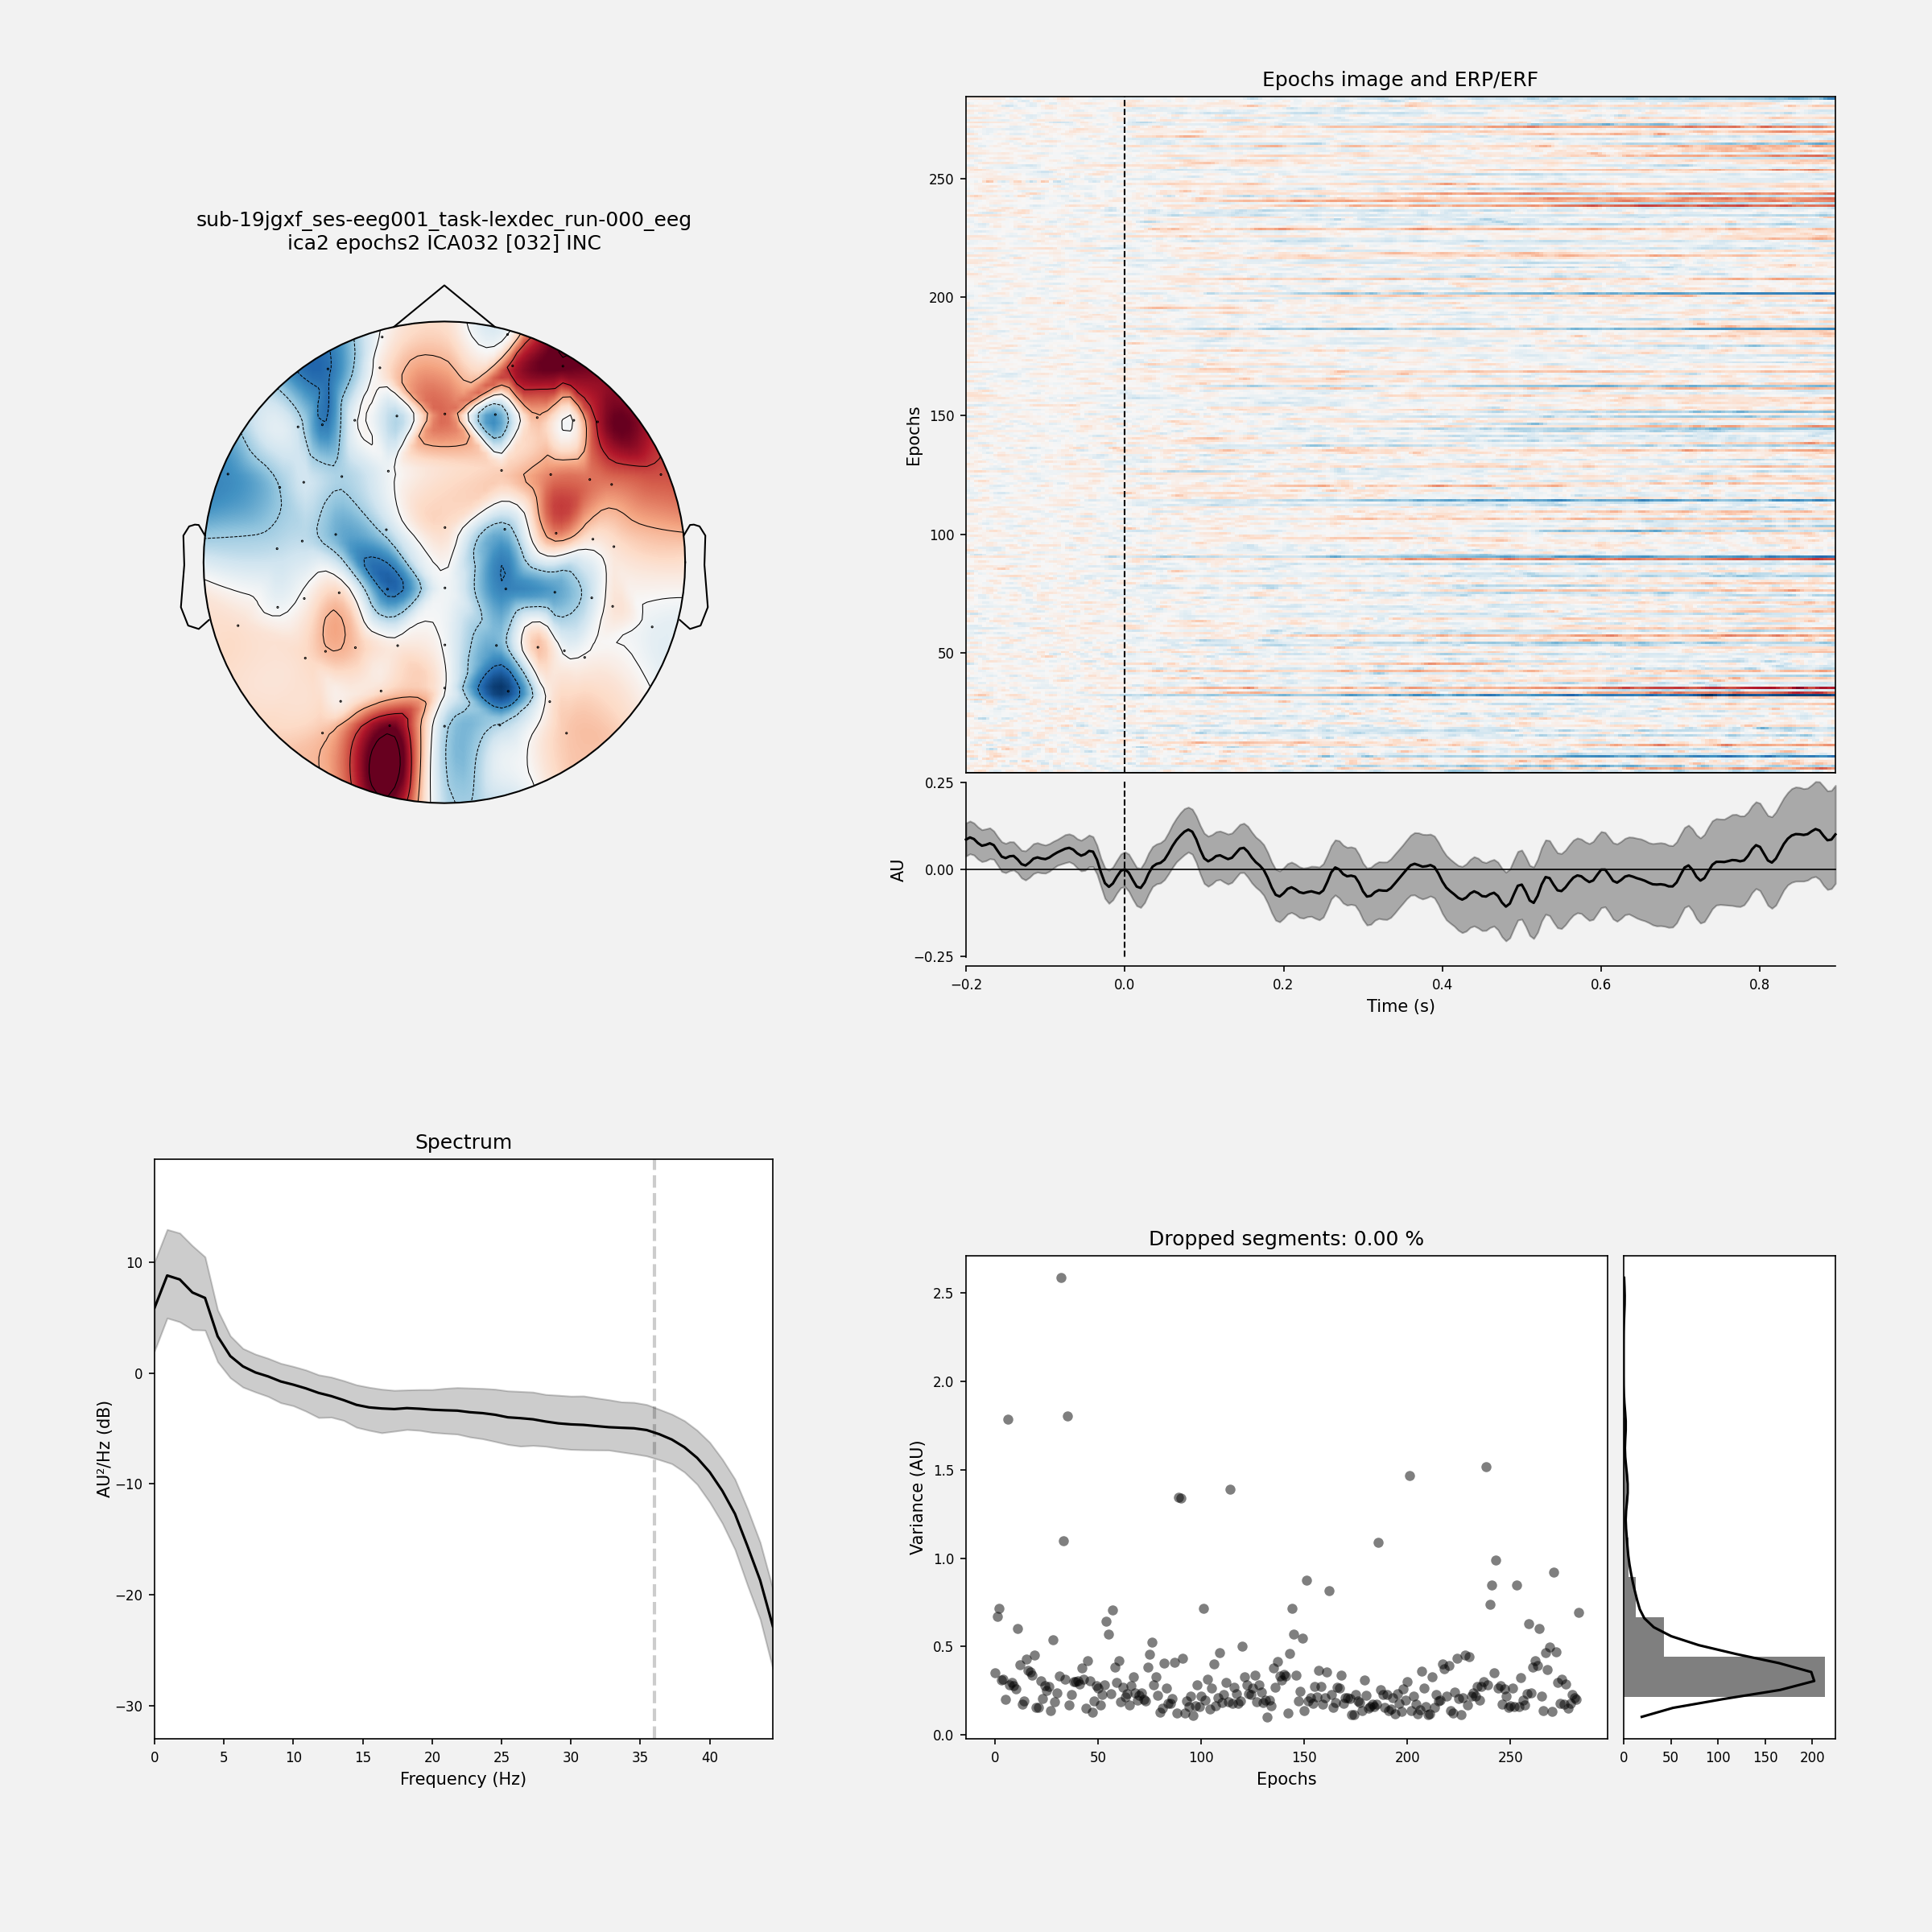 sub-19jgxf_ses-eeg001_task-lexdec_run-000_eeg
ica2 epochs2 ICA032 [032] INC
Epochs image and ERP/ERF
Epochs
250
200
150
100
50
AU
0.25
0.00
−0.25
−0.2 0.0 0.2 0.4 0.6 0.8
Time (s)
Spectrum
AU²/Hz (dB)
10
0
−10
−20
−30
0 5 10 15 20 25 30 35 40
Frequency (Hz)
Dropped segments: 0.00 %
Variance (AU)
2.5
2.0
1.5
1.0
0.5
0.0
0 50 100 150 200 250
Epochs
0 50 100 150 200